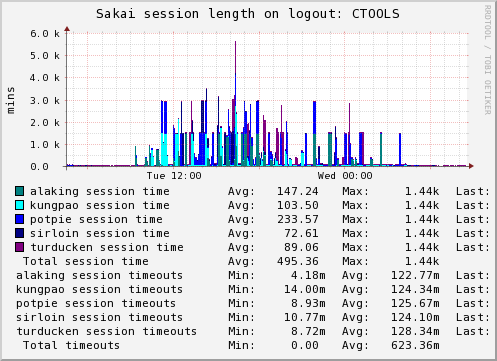 Sakai session length on logout: CTOOLS
RRDTOOL / TOBI OETIKER
mins
6.0 k
5.0 k
4.0 k
3.0 k
2.0 k
1.0 k
0.0
Tue 12:00 Wed 00:00
alaking session time Avg: 147.24 Max: 1.44k Last:
kungpao session time Avg: 103.50 Max: 1.44k Last:
potpie session time Avg: 233.57 Max: 1.44k Last:
sirloin session time Avg: 72.61 Max: 1.44k Last:
turducken session time Avg: 89.06 Max: 1.44k Last:
Total session time Avg: 495.36 Max: 1.44k
alaking session timeouts Min: 4.18m Avg: 122.77m Last:
kungpao session timeouts Min: 14.00m Avg: 124.34m Last:
potpie session timeouts Min: 8.93m Avg: 125.67m Last:
sirloin session timeouts Min: 10.77m Avg: 124.10m Last:
turducken session timeouts Min: 8.72m Avg: 128.34m Last:
Total timeouts Min: 0.00 Avg: 623.36m